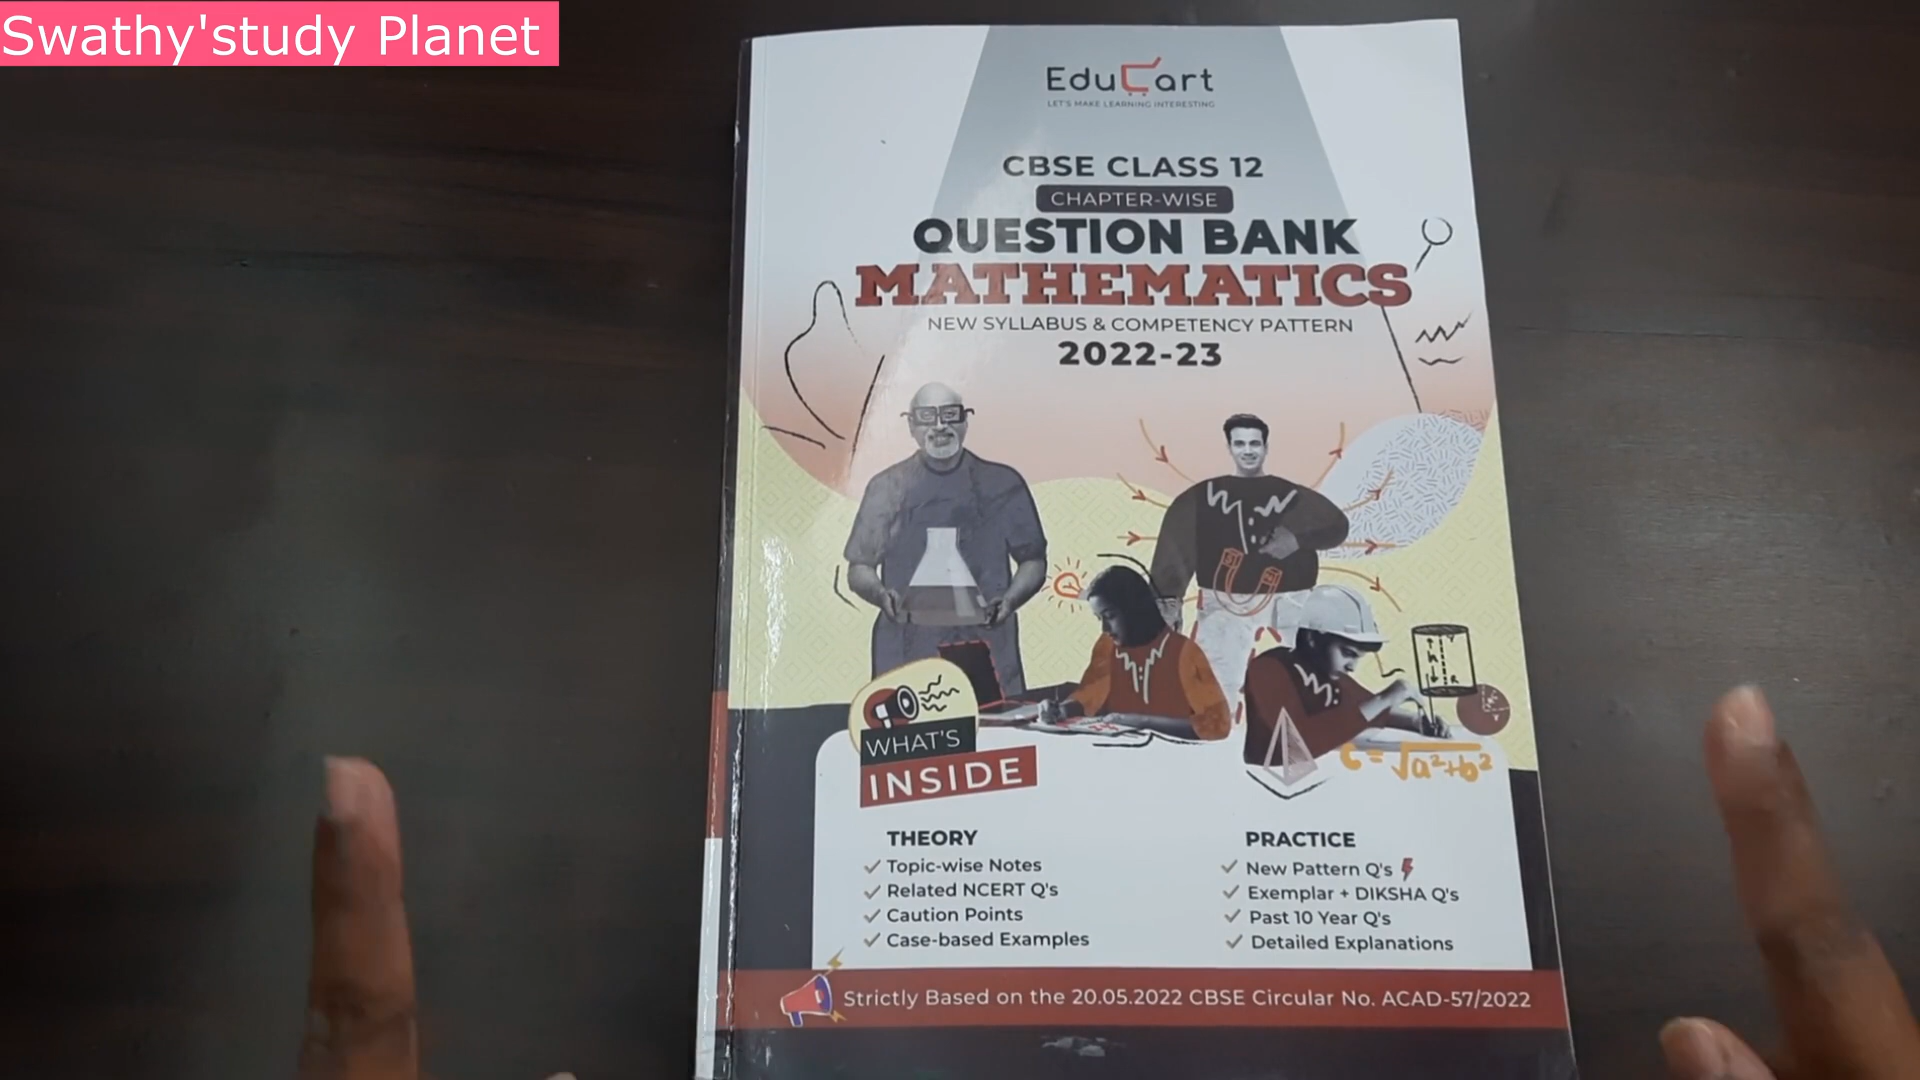 Swathy'study Planet
EduCart
LET'S MAKE LEARNING INTERESTING
CBSE CLASS 12
CHAPTER-WISE
QUESTION BANK
MATHEMATICS
NEW SYLLABUS & COMPETENCY PATTERN
2022-23
WHAT'S
INSIDE
c = √a²+b²
THEORY
Topic-wise Notes
Related NCERT Q's
Caution Points
Case-based Examples
PRACTICE
New Pattern Q's
Exemplar + DIKSHA Q's
Past 10 Year Q's
Detailed Explanations
Strictly Based on the 20.05.2022 CBSE Circular No. ACAD-57/2022